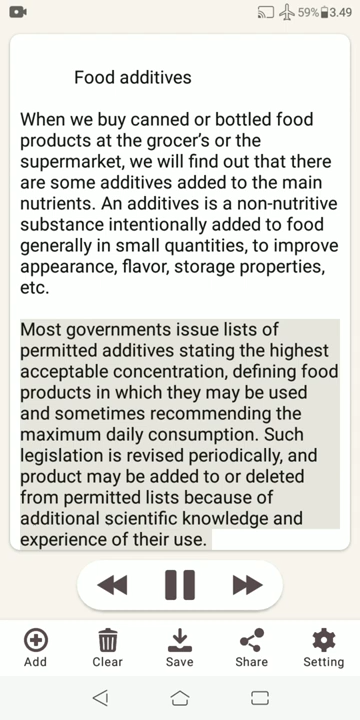 59% 3.49
Food additives
When we buy canned or bottled food
products at the grocer’s or the
supermarket, we will find out that there
are some additives added to the main
nutrients. An additives is a non-nutritive
substance intentionally added to food
generally in small quantities, to improve
appearance, flavor, storage properties,
etc.
Most governments issue lists of
permitted additives stating the highest
acceptable concentration, defining food
products in which they may be used
and sometimes recommending the
maximum daily consumption. Such
legislation is revised periodically, and
product may be added to or deleted
from permitted lists because of
additional scientific knowledge and
experience of their use.
Add Clear Save Share Setting